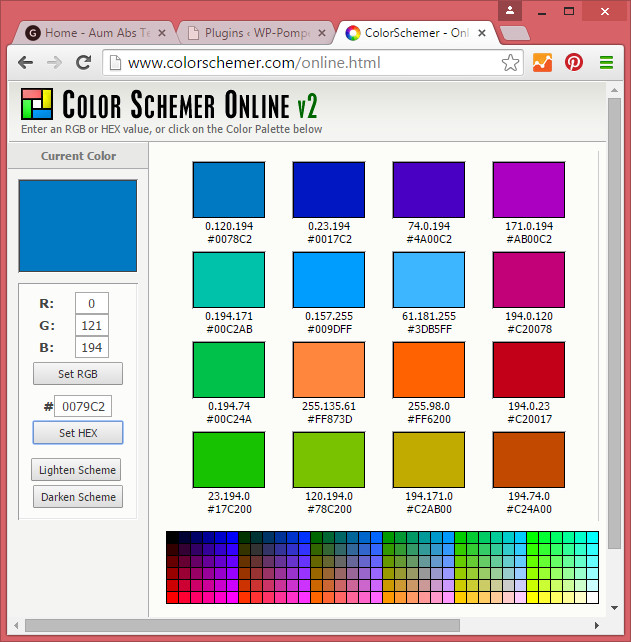 G Home - Aum Abs Te
Plugins ‹ WP-Pompe
ColorSchemer - Onl
www.colorschemer.com/online.html
COLOR SCHEMER ONLINE v2
Enter an RGB or HEX value, or click on the Color Palette below
Current Color
R: 0
G: 121
B: 194
Set RGB
# 0079C2
Set HEX
Lighten Scheme
Darken Scheme
0.120.194 0.23.194 74.0.194 171.0.194
#0078C2 #0017C2 #4A00C2 #AB00C2
0.194.171 0.157.255 61.181.255 194.0.120
#00C2AB #009DFF #3DB5FF #C20078
0.194.74 255.135.61 255.98.0 194.0.23
#00C24A #FF873D #FF6200 #C20017
23.194.0 120.194.0 194.171.0 194.74.0
#17C200 #78C200 #C2AB00 #C24A00